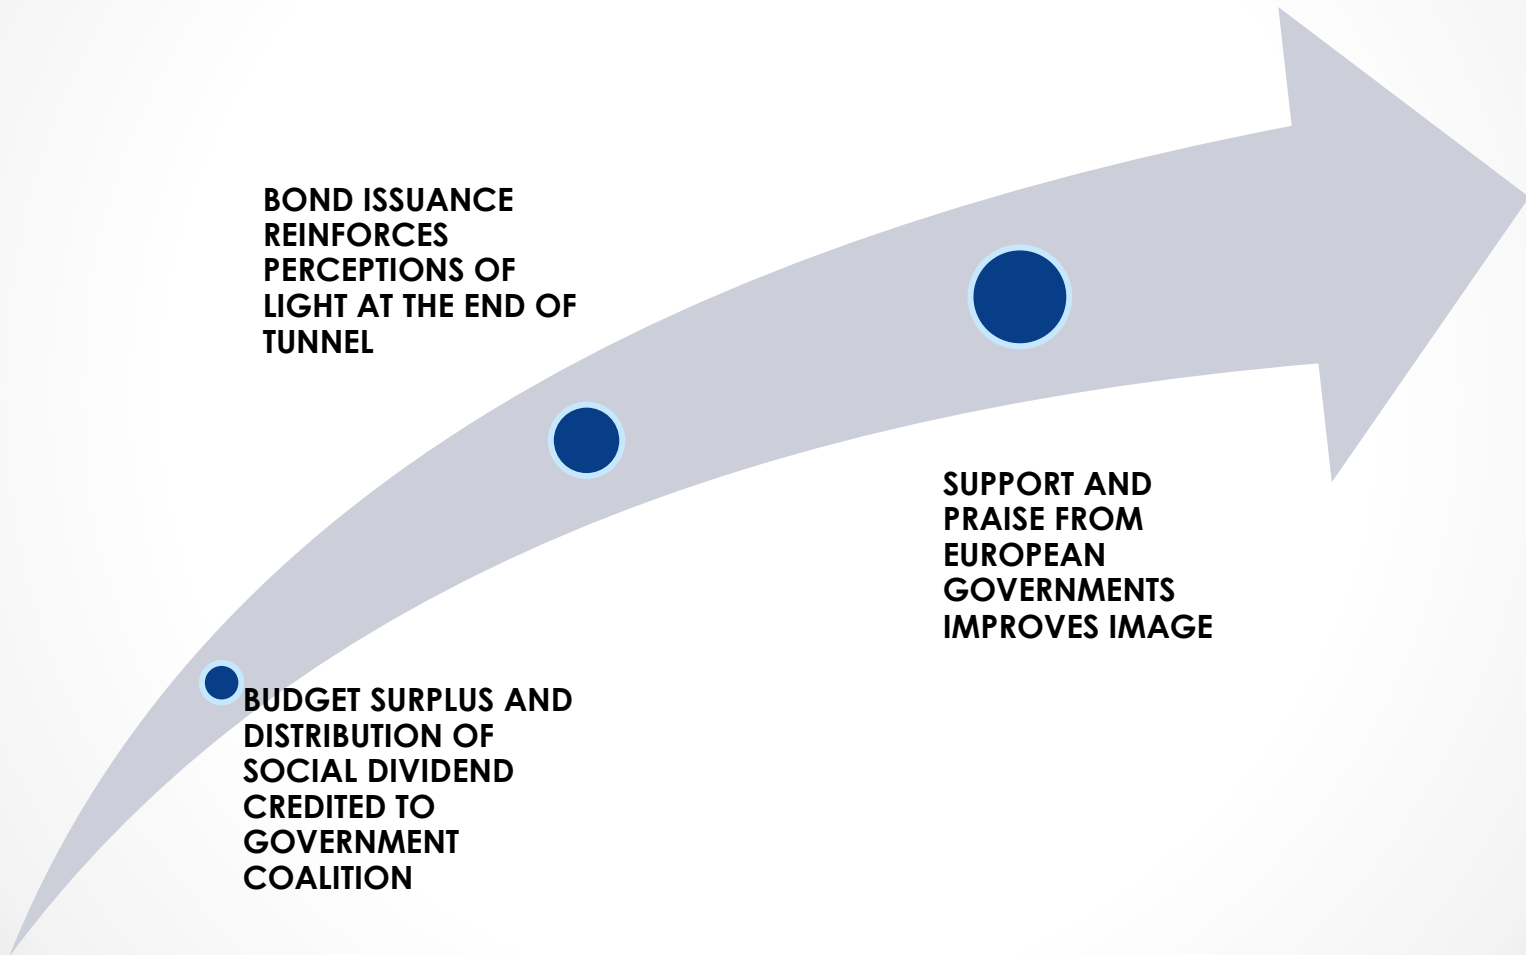 BOND ISSUANCE
REINFORCES
PERCEPTIONS OF
LIGHT AT THE END OF
TUNNEL
SUPPORT AND
PRAISE FROM
EUROPEAN
GOVERNMENTS
IMPROVES IMAGE
BUDGET SURPLUS AND
DISTRIBUTION OF
SOCIAL DIVIDEND
CREDITED TO
GOVERNMENT
COALITION